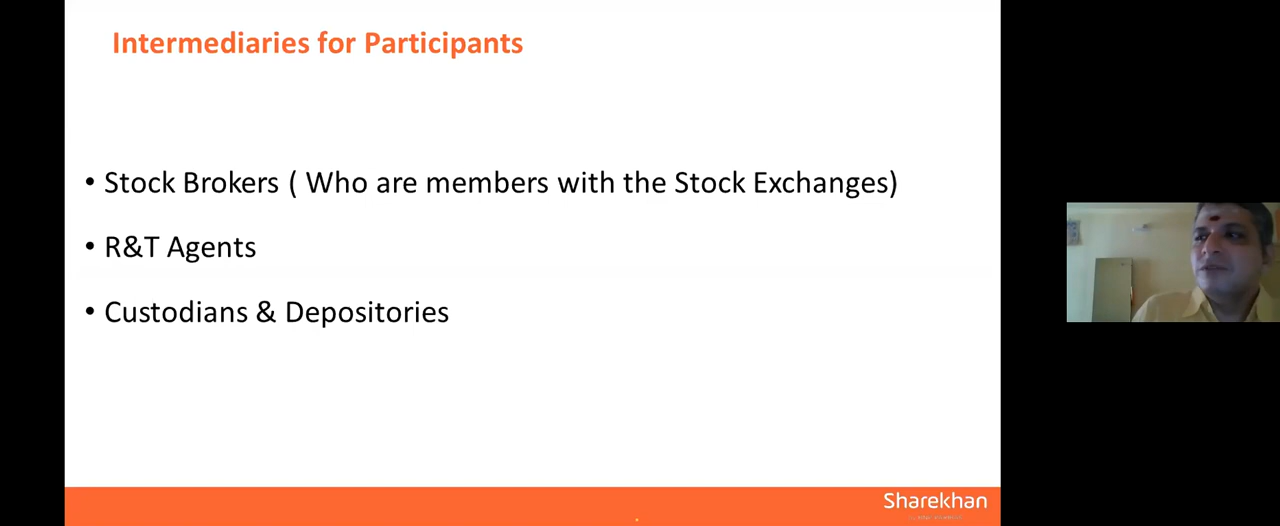 Intermediaries for Participants
• Stock Brokers ( Who are members with the Stock Exchanges)
• R&T Agents
• Custodians & Depositories
Sharekhan